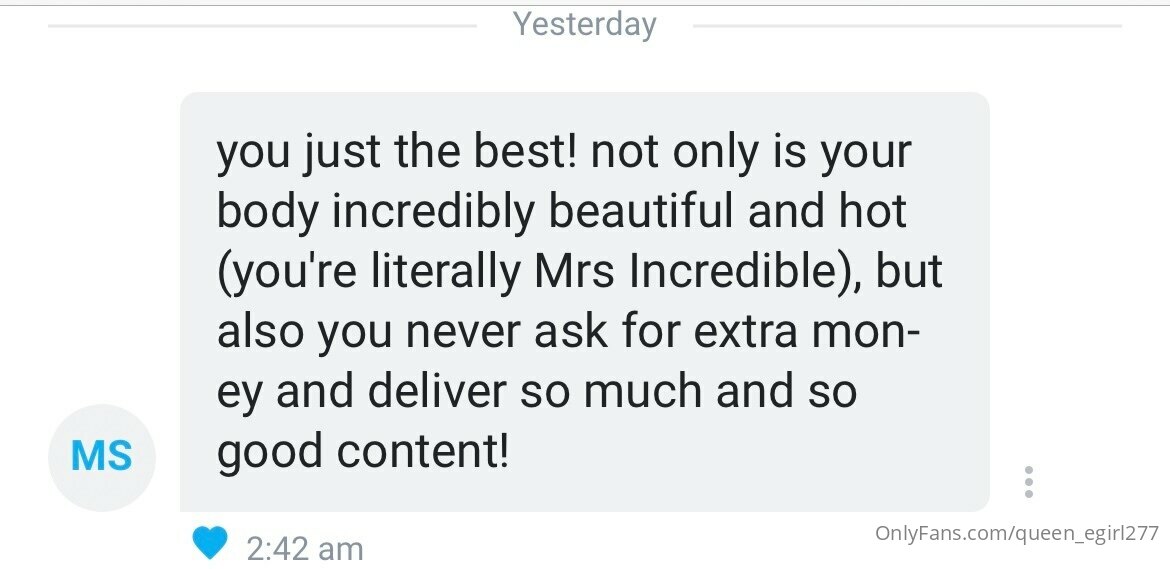 Yesterday
you just the best! not only is your
body incredibly beautiful and hot
(you're literally Mrs Incredible), but
also you never ask for extra mon-
ey and deliver so much and so
good content!
MS
2:42 am
OnlyFans.com/queen_egirl277